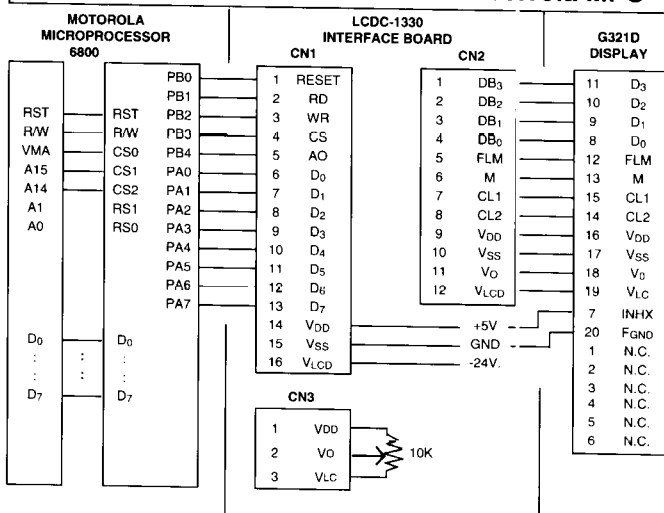 MOTOROLA
MICROPROCESSOR
6800
LCDC-1330
INTERFACE BOARD
CN1
CN2
G321D
DISPLAY
RST
R/W
VMA
A15
A14
A1
A0
D0
D7
RST
R/W
CS0
CS1
CS2
RS1
RS0
D0
D7
PB0
PB1
PB2
PB3
PB4
PA0
PA1
PA2
PA3
PA4
PA5
PA6
PA7
1 RESET
2 RD
3 WR
4 CS
5 AO
6 D0
7 D1
8 D2
9 D3
10 D4
11 D5
12 D6
13 D7
14 VDD
15 VSS
16 VLCD
+5V
GND
-24V.
1 DB3
2 DB2
3 DB1
4 DB0
5 FLM
6 M
7 CL1
8 CL2
9 VDD
10 VSS
11 VO
12 VLCD
11 D3
10 D2
9 D1
8 D0
12 FLM
13 M
15 CL1
14 CL2
16 VDD
17 VSS
18 V0
19 VLC
7 INHX
20 FGND
1 N.C.
2 N.C.
3 N.C.
4 N.C.
5 N.C.
6 N.C.
CN3
1 VDD
2 VO
3 VLC
10K